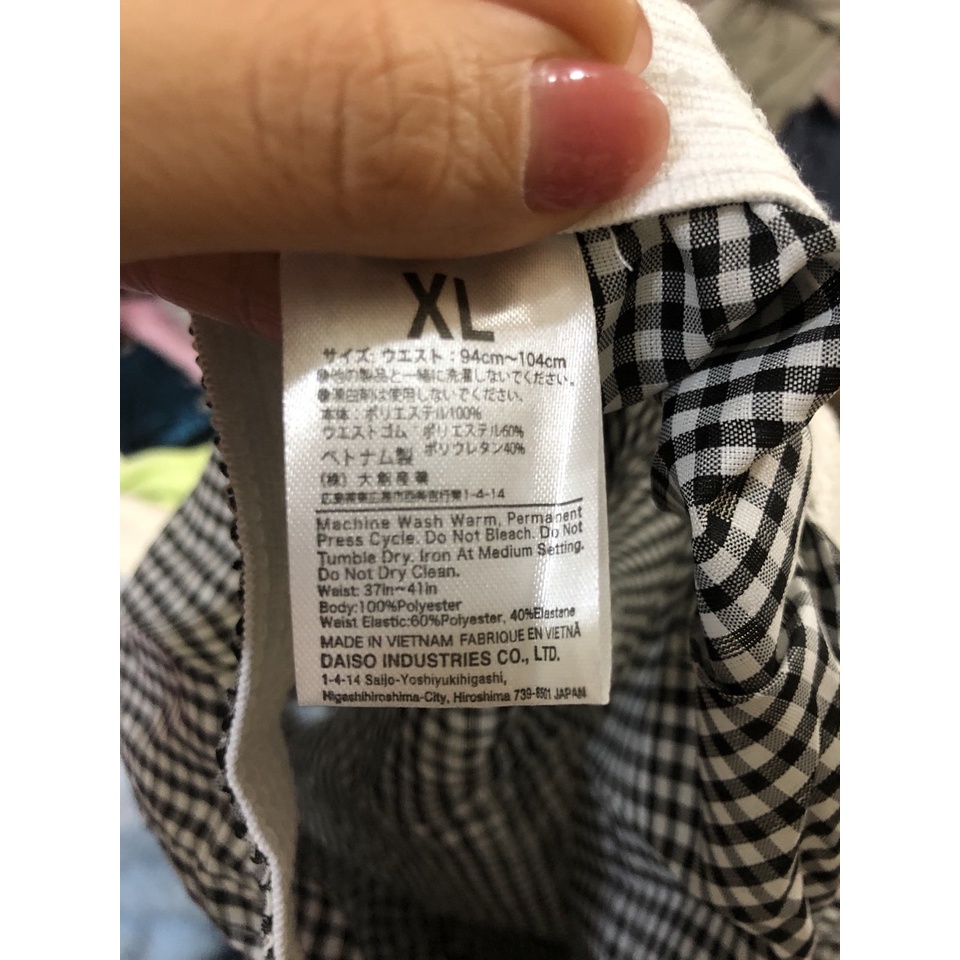 XL
サイズ: ウエスト: 94cm～104cm
●他の製品と一緒に洗濯しないでください。
●漂白剤は使用しないでください。
本体: ポリエステル100%
ウエストゴム ポリエステル60%
ポリウレタン40%
ベトナム製
(株) 大創産業
広島県東広島市西条吉行東1-4-14
Machine Wash Warm, Permanent
Press Cycle. Do Not Bleach. Do Not
Tumble Dry. Iron At Medium Setting.
Do Not Dry Clean.
Waist: 37in～41in
Body:100%Polyester
Waist Elastic:60%Polyester, 40%Elastane
MADE IN VIETNAM FABRIQUE EN VIETNÃ
DAISO INDUSTRIES CO., LTD.
1-4-14 Saijo-Yoshiyukihigashi,
Higashihiroshima-City, Hiroshima 739-8501 JAPAN